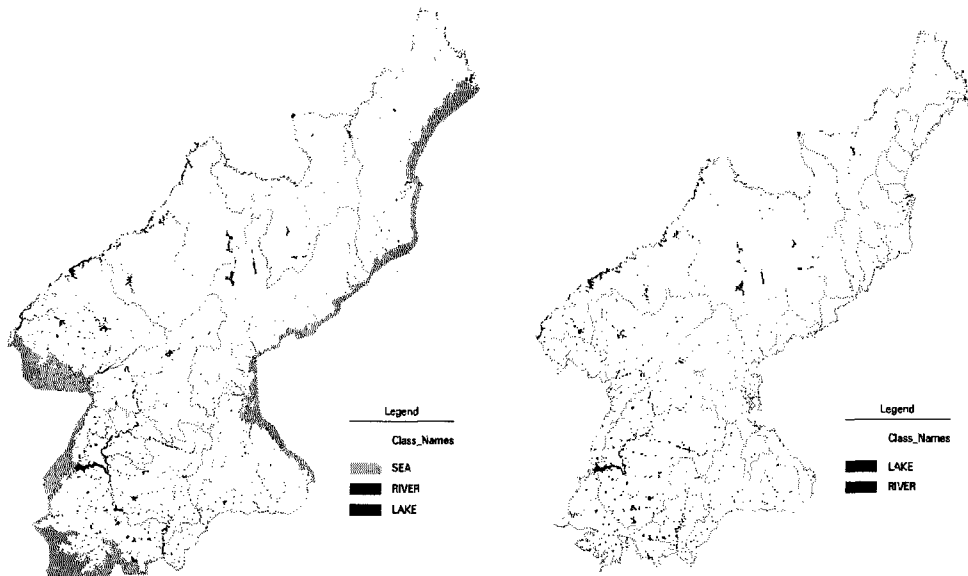 Legend
Class_Names
SEA
RIVER
LAKE
Legend
Class_Names
LAKE
RIVER